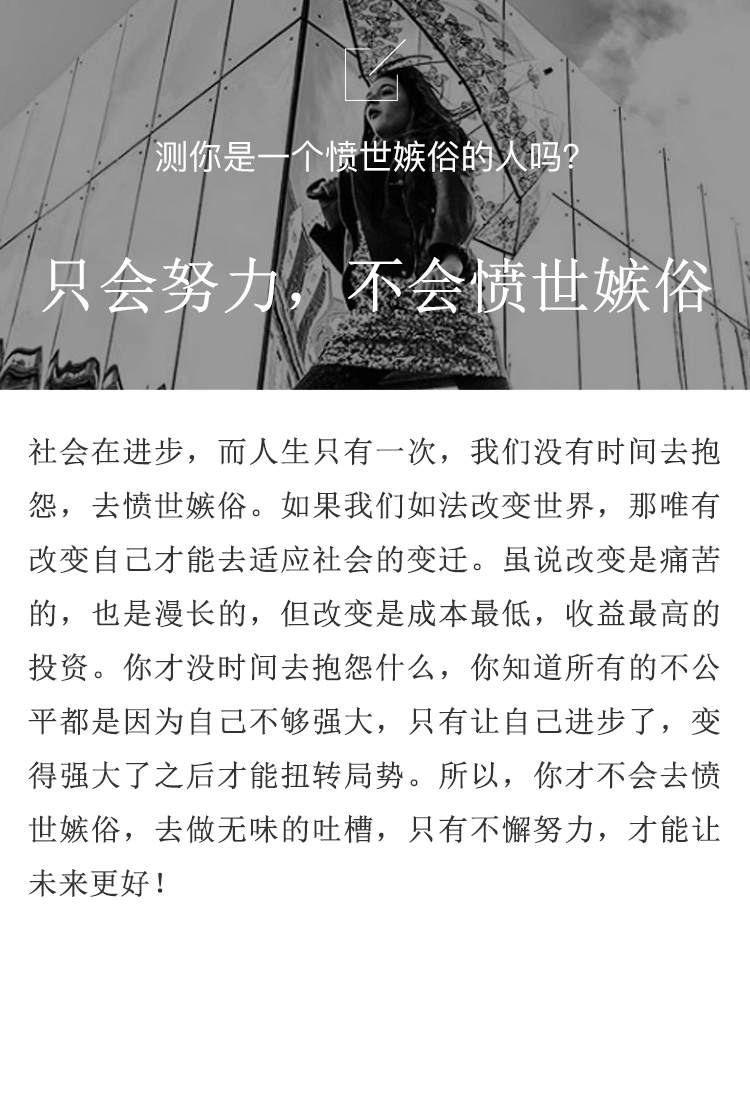 测你是一个愤世嫉俗的人吗？
只会努力，不会愤世嫉俗
社会在进步，而人生只有一次，我们没有时间去抱
怨，去愤世嫉俗。如果我们如法改变世界，那唯有
改变自己才能去适应社会的变迁。虽说改变是痛苦
的，也是漫长的，但改变是成本最低，收益最高的
投资。你才没时间去抱怨什么，你知道所有的不公
平都是因为自己不够强大，只有让自己进步了，变
得强大了之后才能扭转局势。所以，你才不会去愤
世嫉俗，去做无味的吐槽，只有不懈努力，才能让
未来更好！